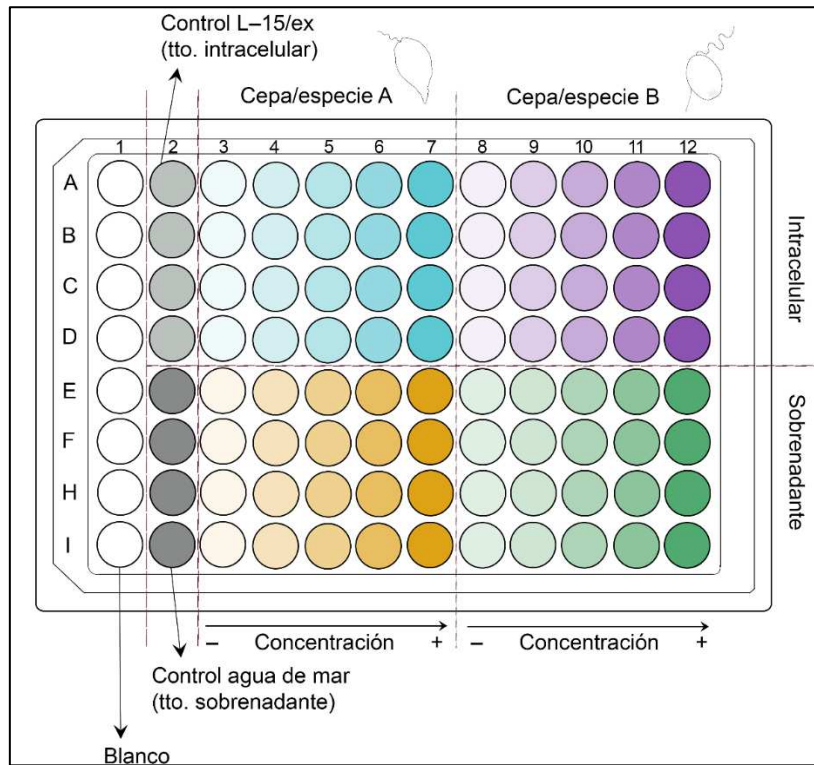 Control L–15/ex
(tto. intracelular)
Cepa/especie A
Cepa/especie B
1 2 3 4 5 6 7 8 9 10 11 12
A
B
C
D
E
F
H
I
Intracelular
Sobrenadante
– Concentración +
– Concentración +
Control agua de mar
(tto. sobrenadante)
Blanco